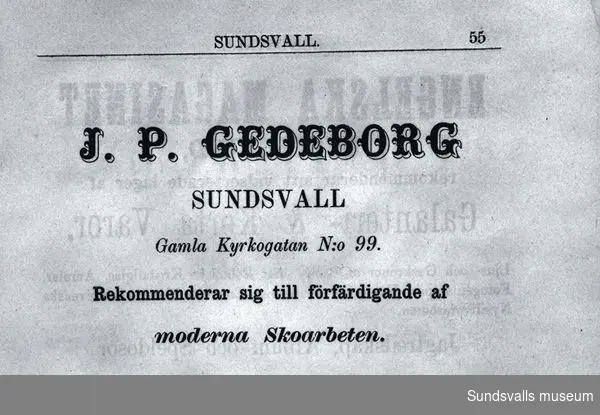 SUNDSVALL. 55
J. P. GEDEBORG
SUNDSVALL
Gamla Kyrkogatan N:o 99.
Rekommenderar sig till förfärdigande af
moderna Skoarbeten.
Sundsvalls museum